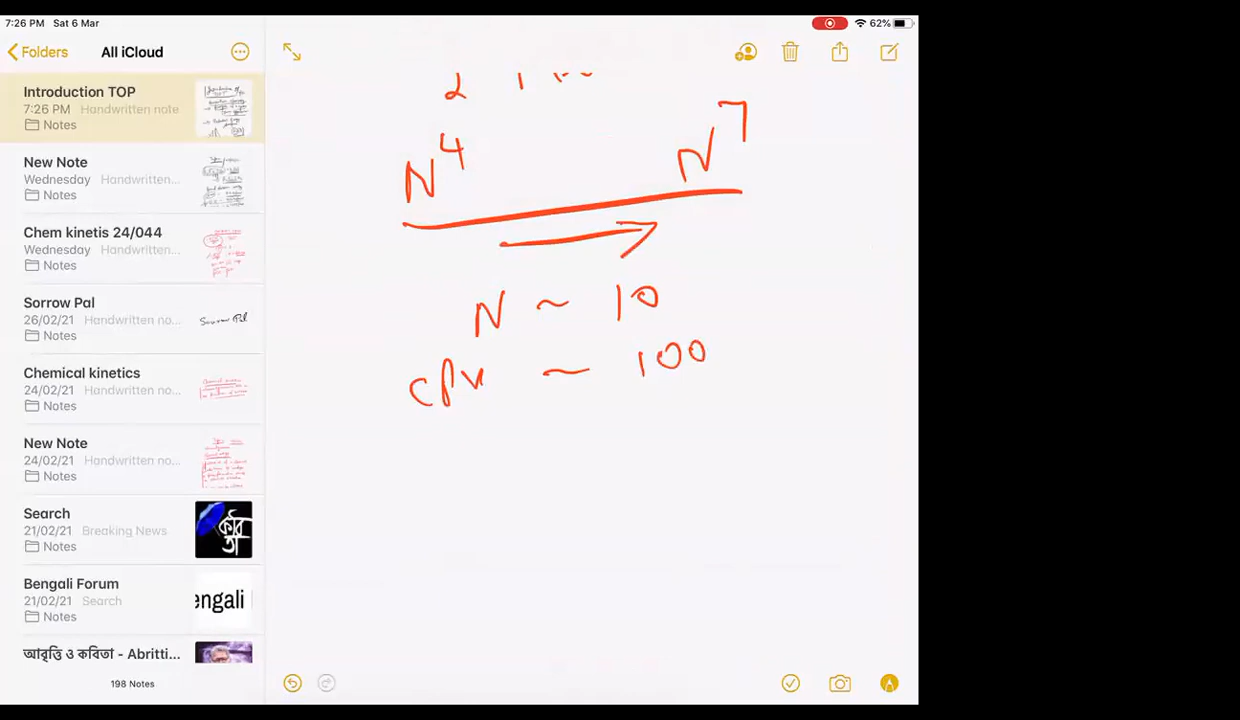 7:26 PM Sat 6 Mar
62%
Folders
All iCloud
Introduction TOP
7:26 PM Handwritten note
Notes
New Note
Wednesday Handwritten...
Notes
Chem kinetis 24/044
Wednesday Handwritten...
Notes
Sorrow Pal
26/02/21 Handwritten no...
Notes
Chemical kinetics
24/02/21 Handwritten no...
Notes
New Note
24/02/21 Handwritten no...
Notes
Search
21/02/21 Breaking News
Notes
কবি
তা
Bengali Forum
21/02/21 Search
Notes
engali
আবৃত্তি ও কবিতা - Abritti...
198 Notes
N⁴ N⁷
N ~ 10
CPU ~ 100